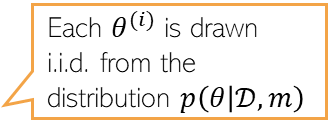 Each θ^(i) is drawn
i.i.d. from the
distribution p(θ|𝒟, m)